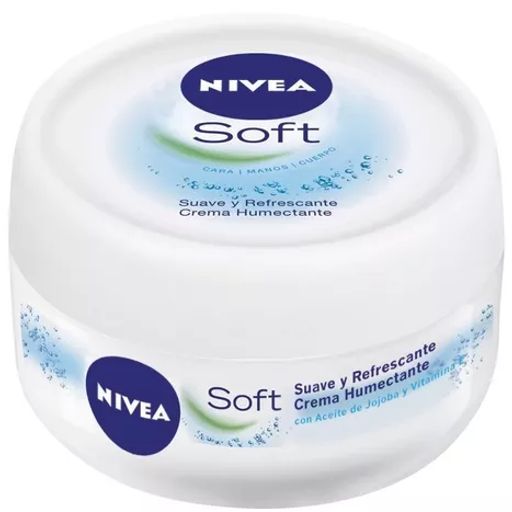 NIVEA
Soft
CARA | MANOS | CUERPO
Suave y Refrescante
Crema Humectante
NIVEA
Soft
Suave y Refrescante
Crema Humectante
con Aceite de Jojoba y Vitamina